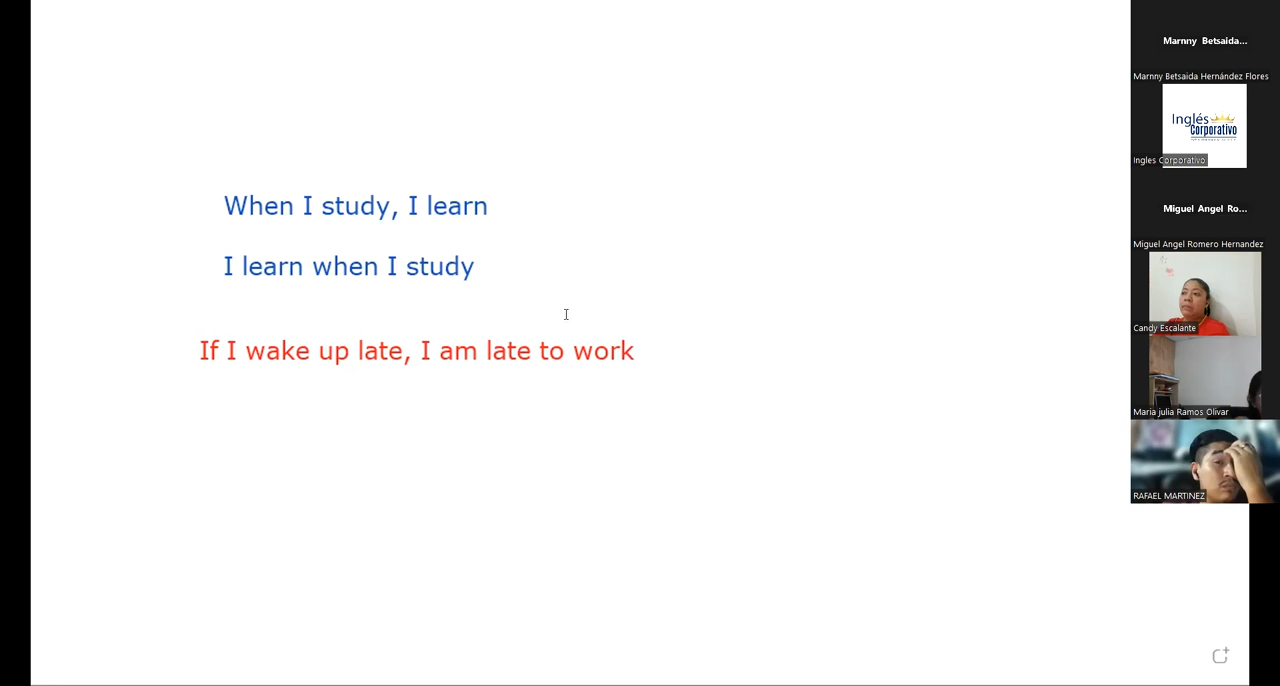 When I study, I learn
I learn when I study
If I wake up late, I am late to work
Marnny Betsaida...
Marnny Betsaida Hernández Flores
Inglés
Corporativo
Ingles Corporativo
Miguel Angel Ro...
Miguel Angel Romero Hernandez
Candy Escalante
Maria julia Ramos Olivar
RAFAEL MARTINEZ